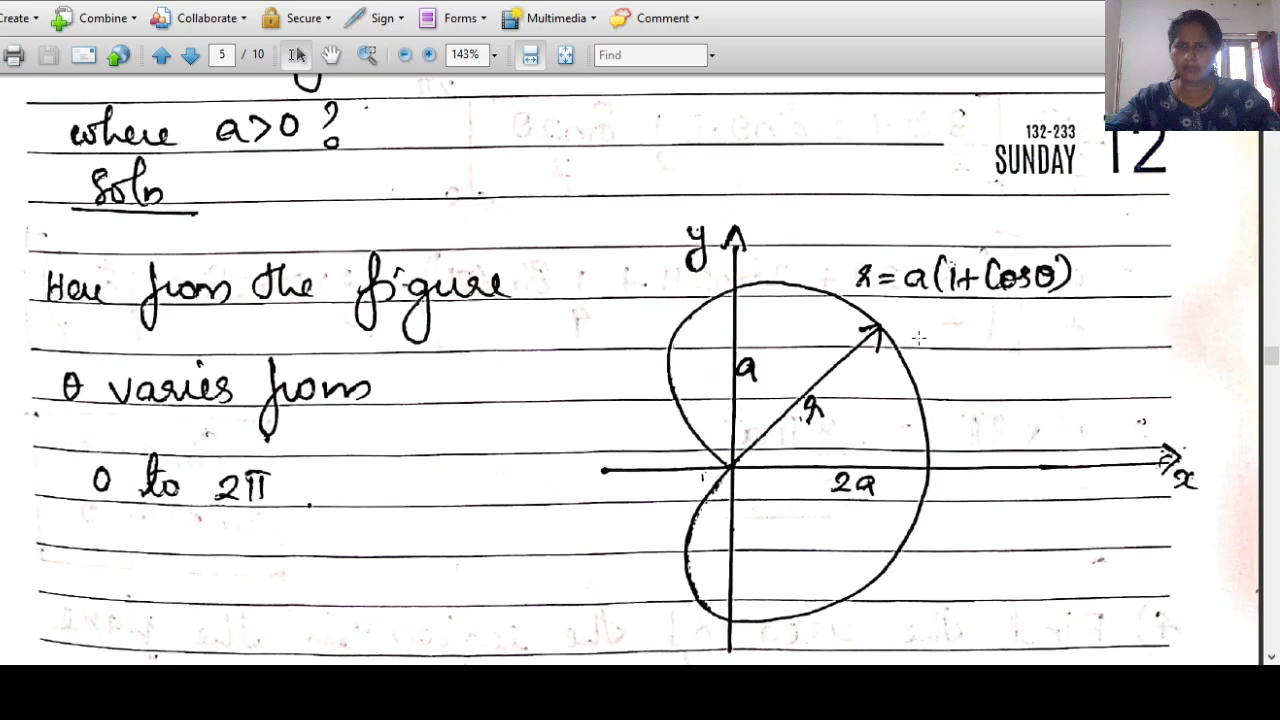 Create Combine Collaborate Secure Sign Forms Multimedia Comment
5 / 10 143% Find
where a>0 ?
132-233
SUNDAY 12
Soln
y
r = a(1+Cosθ)
Here from the figure
a
θ varies from
r
0 to 2π.
2a
x